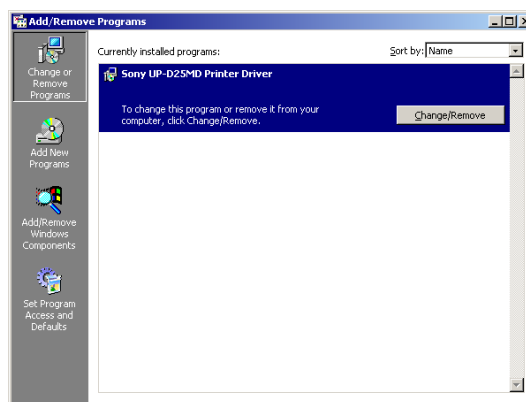 Add/Remove Programs
Change or
Remove
Programs
Add New
Programs
Add/Remove
Windows
Components
Set Program
Access and
Defaults
Currently installed programs:
Sort by: Name
Sony UP-D25MD Printer Driver
To change this program or remove it from your
computer, click Change/Remove.
Change/Remove